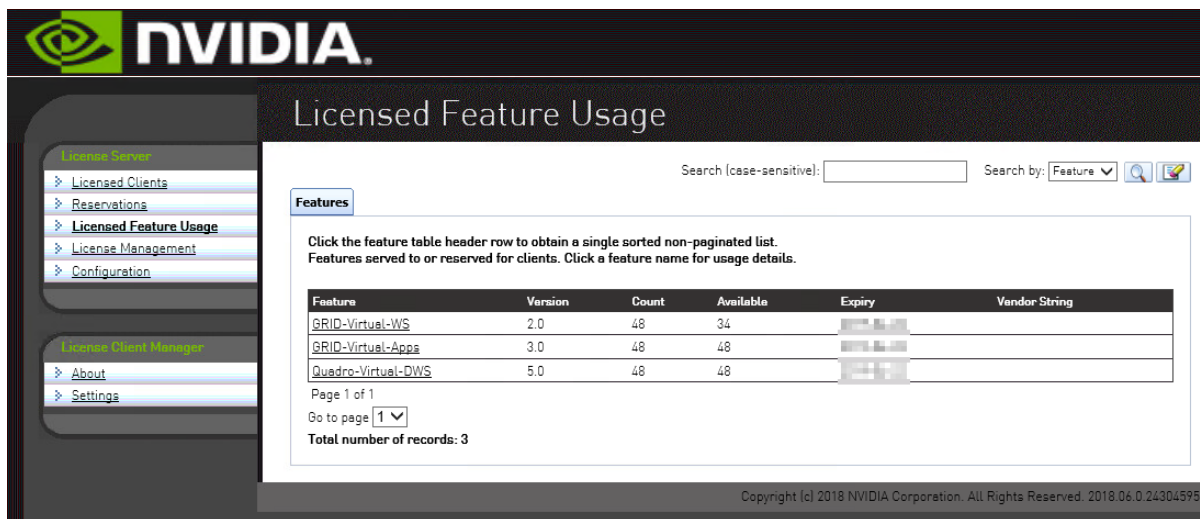 NVIDIA.
Licensed Feature Usage
License Server
Licensed Clients
Reservations
Licensed Feature Usage
License Management
Configuration
License Client Manager
About
Settings
Search (case-sensitive): Search by: Feature
Features
Click the feature table header row to obtain a single sorted non-paginated list.
Features served to or reserved for clients. Click a feature name for usage details.
Feature Version Count Available Expiry Vendor String
GRID-Virtual-WS 2.0 48 34
GRID-Virtual-Apps 3.0 48 48
Quadro-Virtual-DWS 5.0 48 48
Page 1 of 1
Go to page 1
Total number of records: 3
Copyright (c) 2018 NVIDIA Corporation. All Rights Reserved. 2018.06.0.24304595